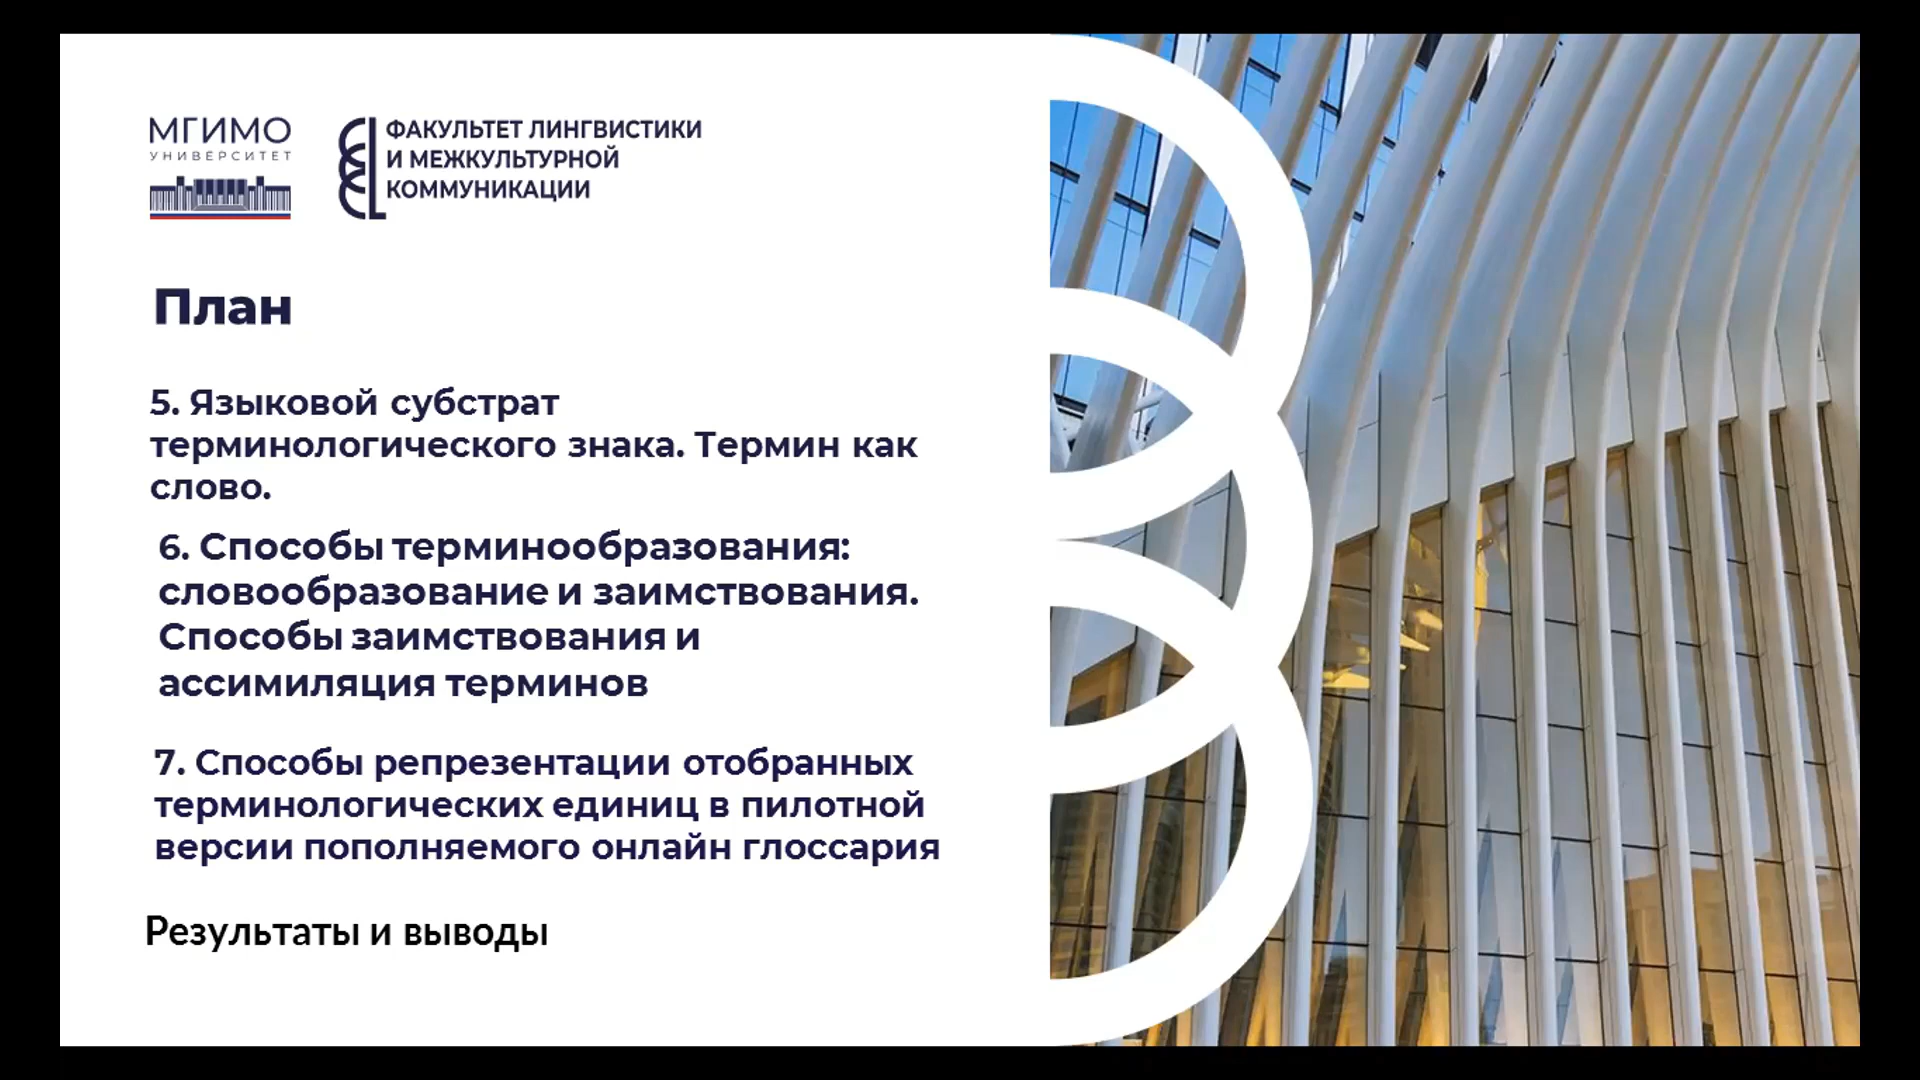 МГИМО
УНИВЕРСИТЕТ
ФАКУЛЬТЕТ ЛИНГВИСТИКИ
И МЕЖКУЛЬТУРНОЙ
КОММУНИКАЦИИ
План
5. Языковой субстрат
терминологического знака. Термин как
слово.
6. Способы терминообразования:
словообразование и заимствования.
Способы заимствования и
ассимиляция терминов
7. Способы репрезентации отобранных
терминологических единиц в пилотной
версии пополняемого онлайн глоссария
Результаты и выводы